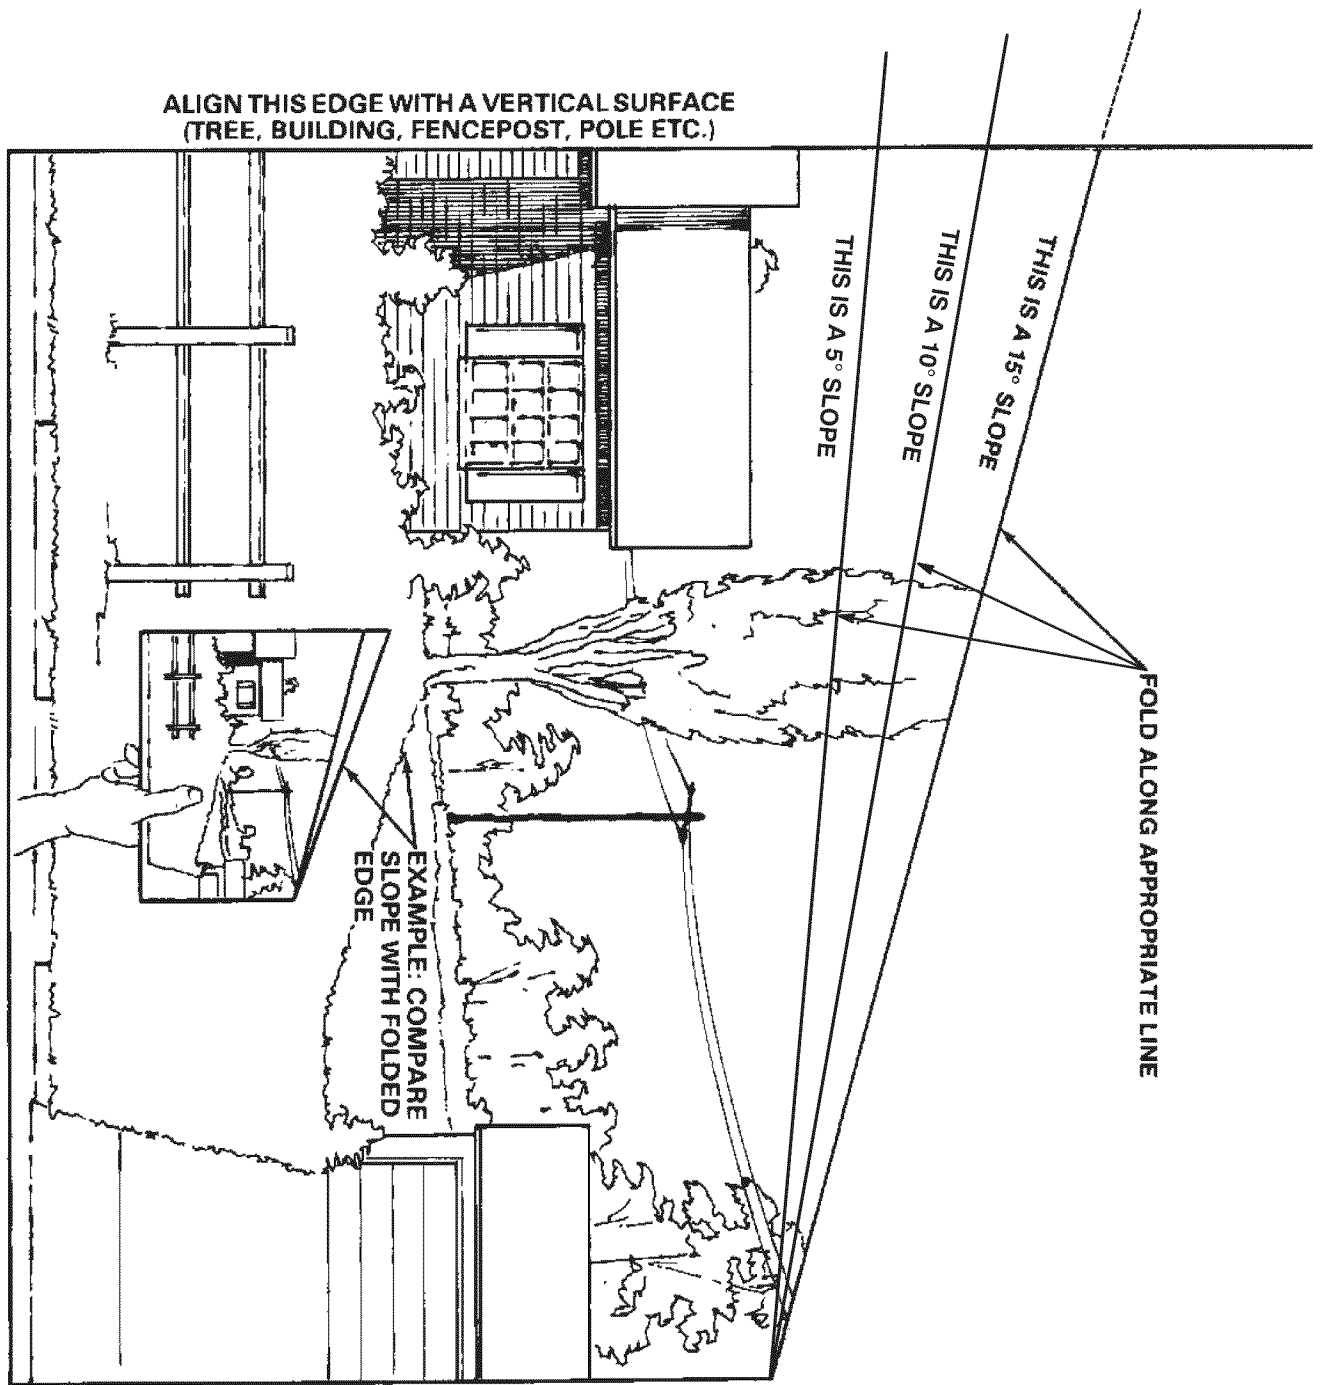 ALIGN THIS EDGE WITH A VERTICAL SURFACE
(TREE, BUILDING, FENCEPOST, POLE ETC.)
THIS IS A 15° SLOPE
THIS IS A 10° SLOPE
THIS IS A 5° SLOPE
FOLD ALONG APPROPRIATE LINE
EXAMPLE: COMPARE
SLOPE WITH FOLDED
EDGE